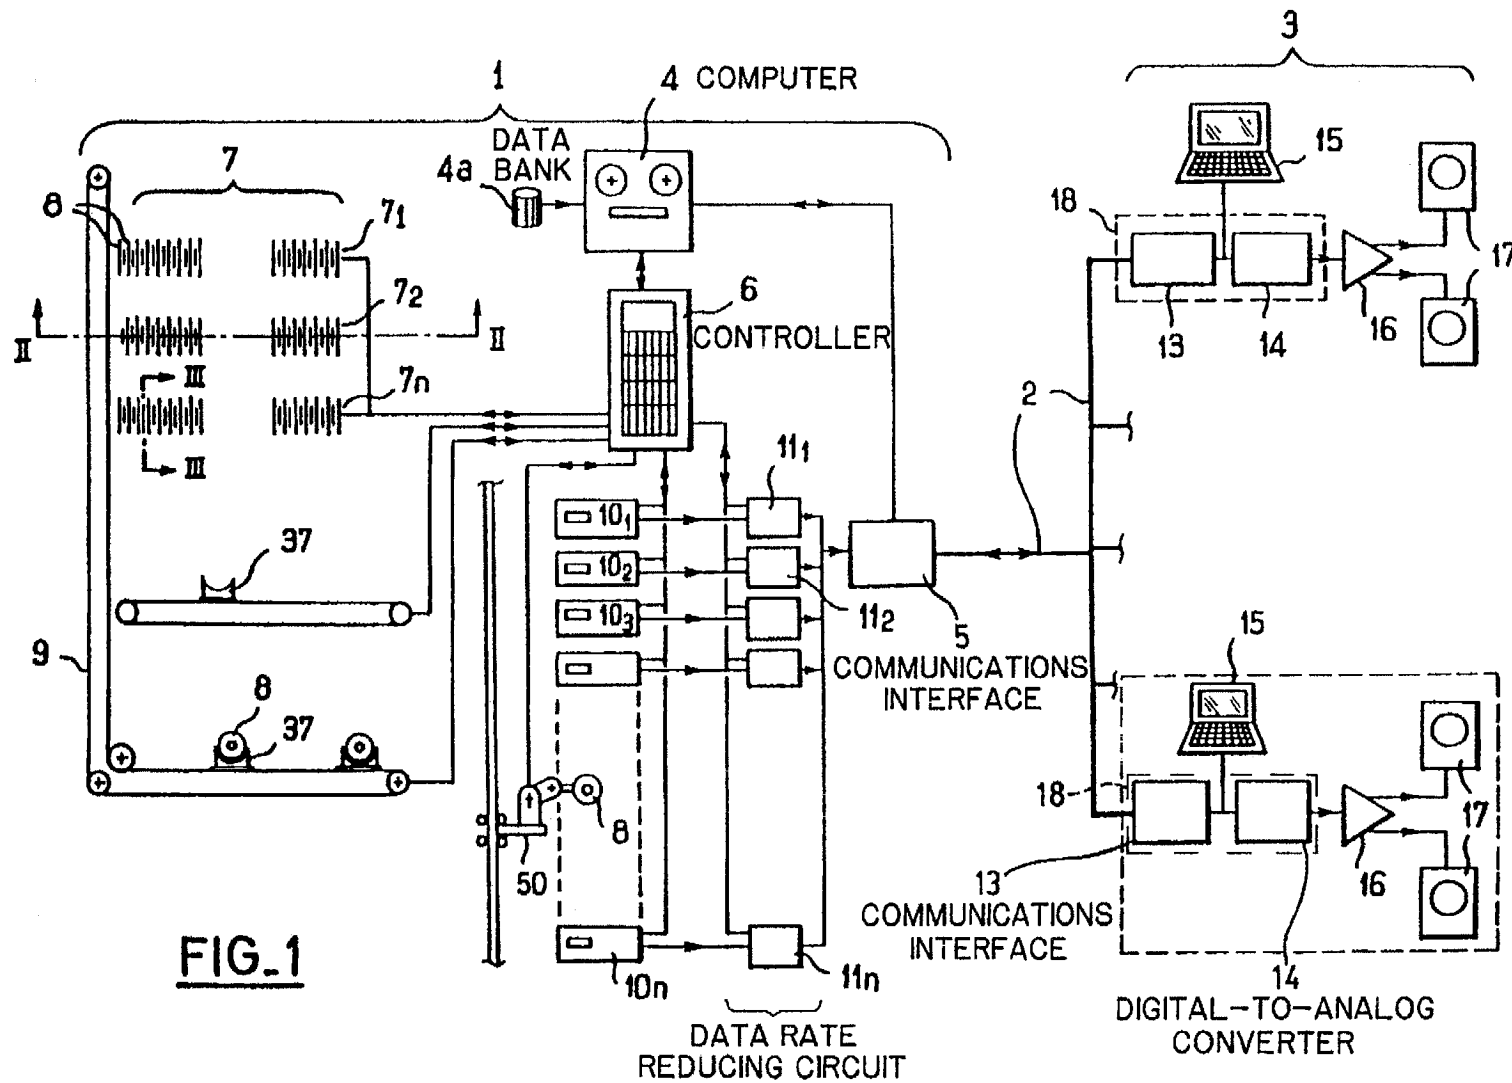 3
1
4 COMPUTER
DATA
BANK
4a
7
8
7₁
15
18
17
6
CONTROLLER
7₂
II
II
13
14
16
III
7n
2
III
11₁
10₁
10₂
11₂
10₃
5
COMMUNICATIONS
INTERFACE
37
9
8
37
15
18
17
8
50
13
COMMUNICATIONS
INTERFACE
16
14
DIGITAL-TO-ANALOG
CONVERTER
10n
11n
DATA RATE
REDUCING CIRCUIT
FIG_1